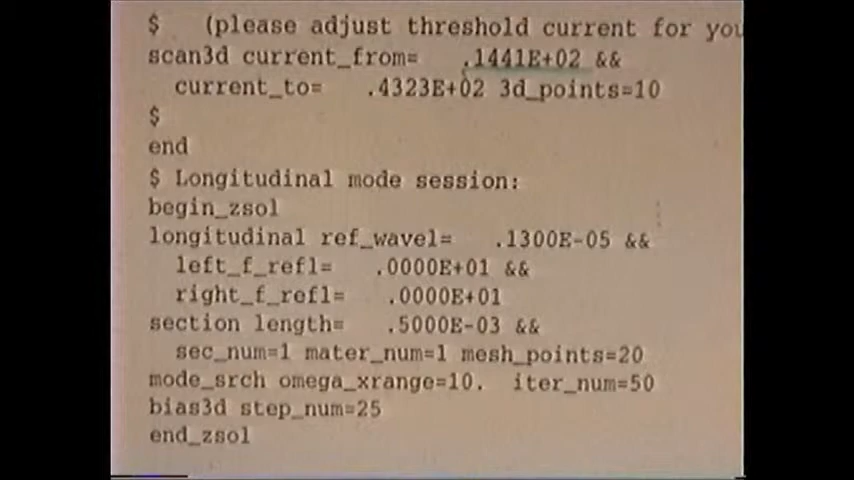 $ (please adjust threshold current for you
scan3d current_from= .1441E+02 &&
current_to= .4323E+02 3d_points=10
$
end
$ Longitudinal mode session:
begin_zsol
longitudinal ref_wavel= .1300E-05 &&
left_f_refl= .0000E+01 &&
right_f_refl= .0000E+01
section length= .5000E-03 &&
sec_num=1 mater_num=1 mesh_points=20
mode_srch omega_xrange=10. iter_num=50
bias3d step_num=25
end_zsol